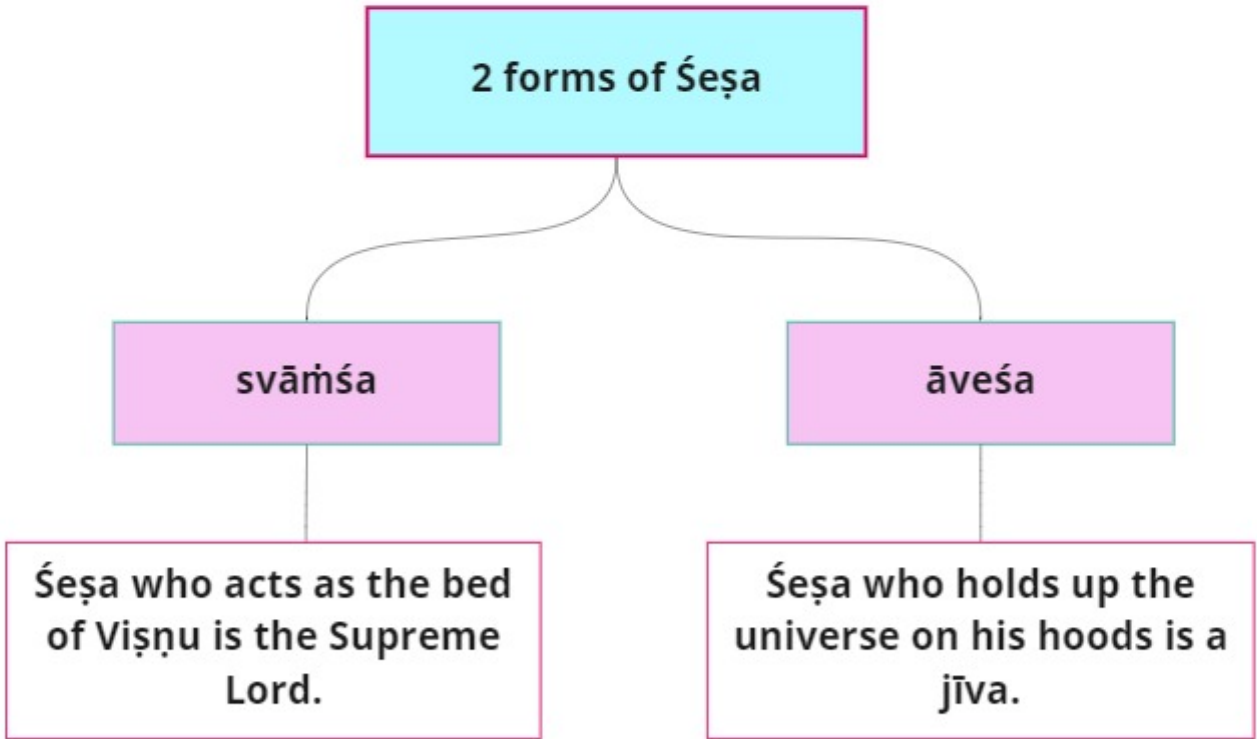 2 forms of Śeṣa
svāṁśa
āveśa
Śeṣa who acts as the bed
of Viṣṇu is the Supreme
Lord.
Śeṣa who holds up the
universe on his hoods is a
jīva.